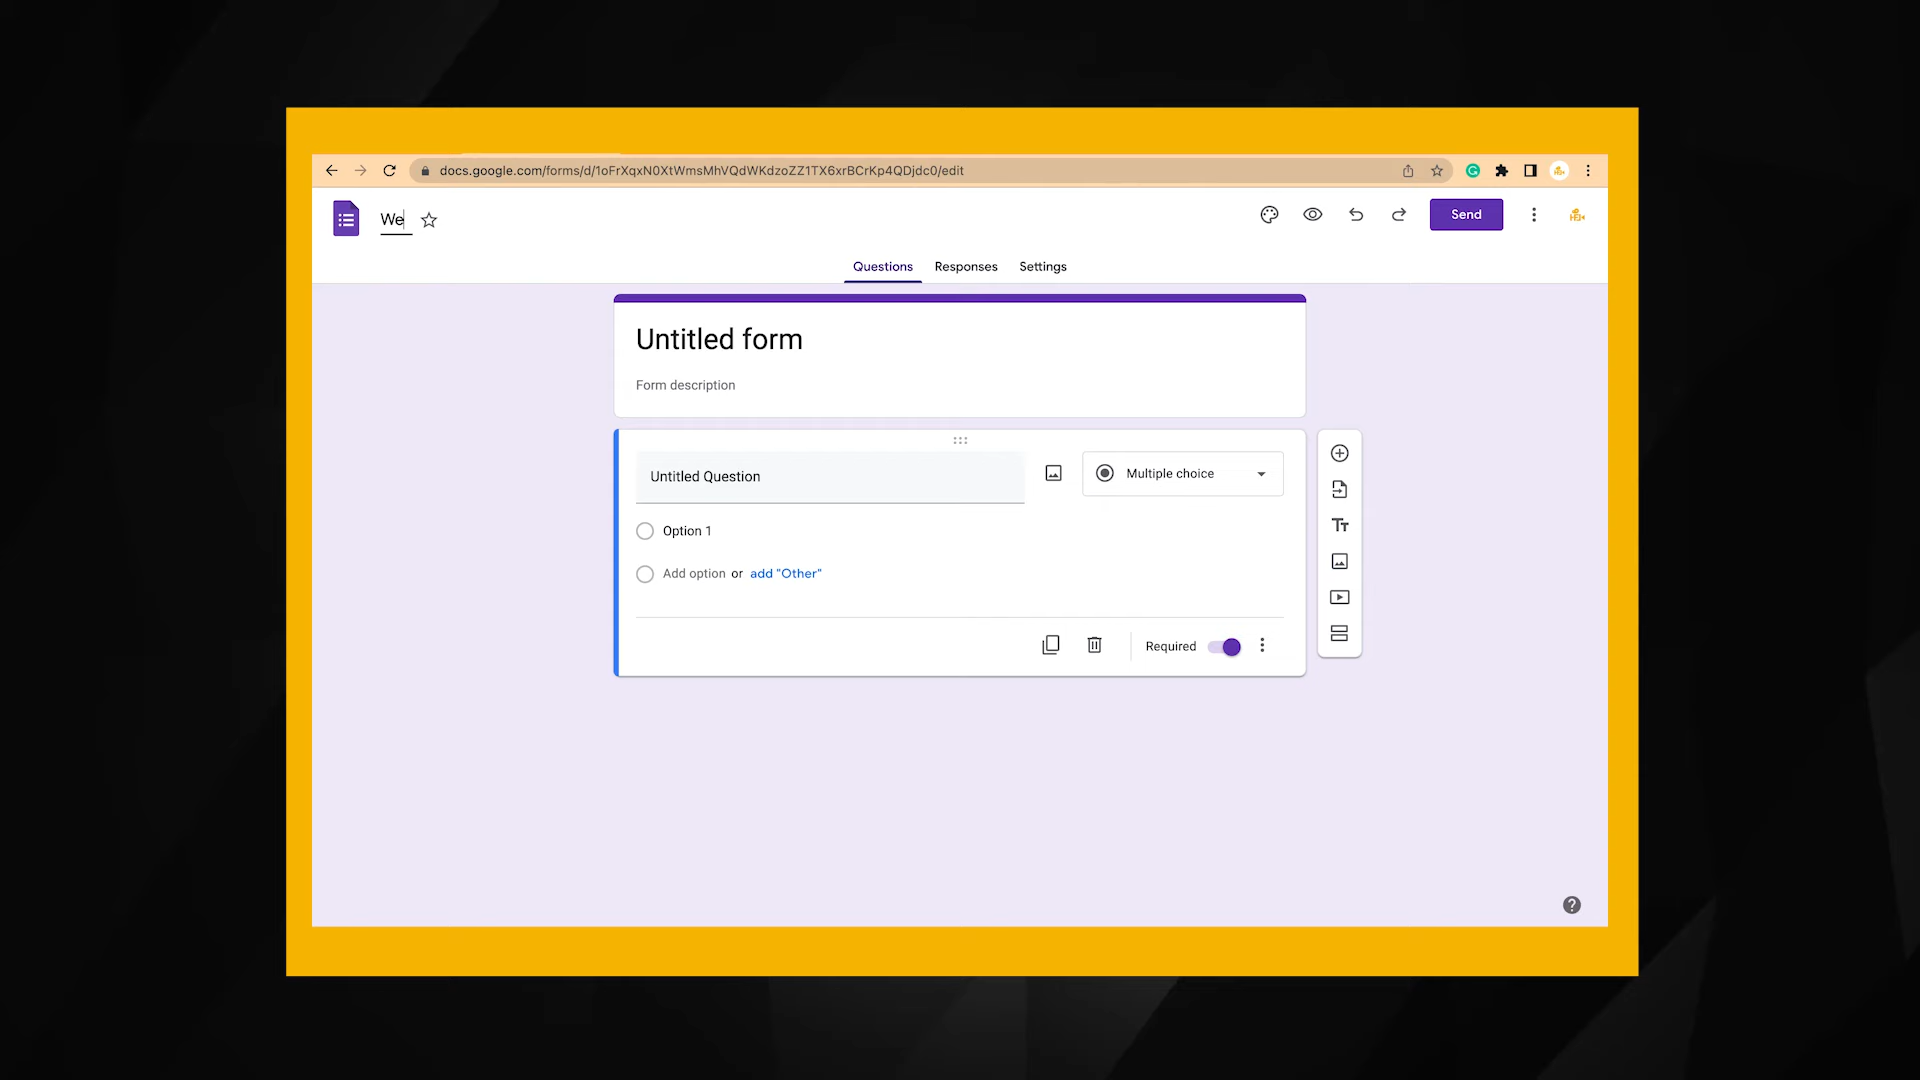 docs.google.com/forms/d/1oFrXqxN0XtWmsMhVQdWKdzoZZ1TX6xrBCrKp4QDjdc0/edit
We
Send
Questions Responses Settings
Untitled form
Form description
Untitled Question
Multiple choice
Option 1
Add option or add "Other"
Required